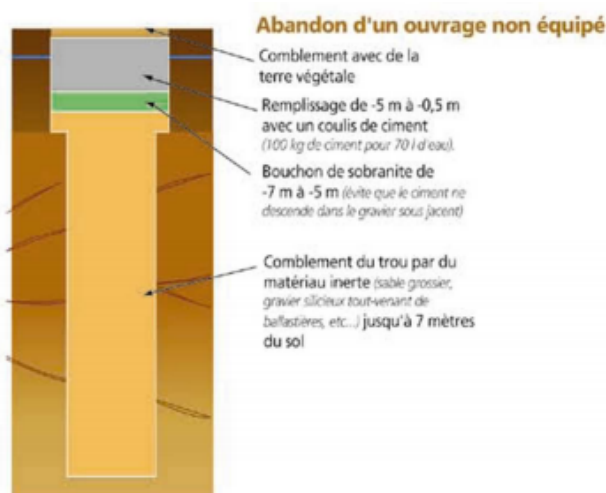 Abandon d'un ouvrage non équipé
Comblement avec de la
terre végétale
Remplissage de -5 m à -0,5 m
avec un coulis de ciment
(100 kg de ciment pour 70 l d'eau).
Bouchon de sobranite de
-7 m à -5 m (évite que le ciment ne
descende dans le gravier sous jacent)
Comblement du trou par du
matériau inerte (sable grossier,
gravier silicieux tout-venant de
ballastières, etc...) jusqu'à 7 mètres
du sol